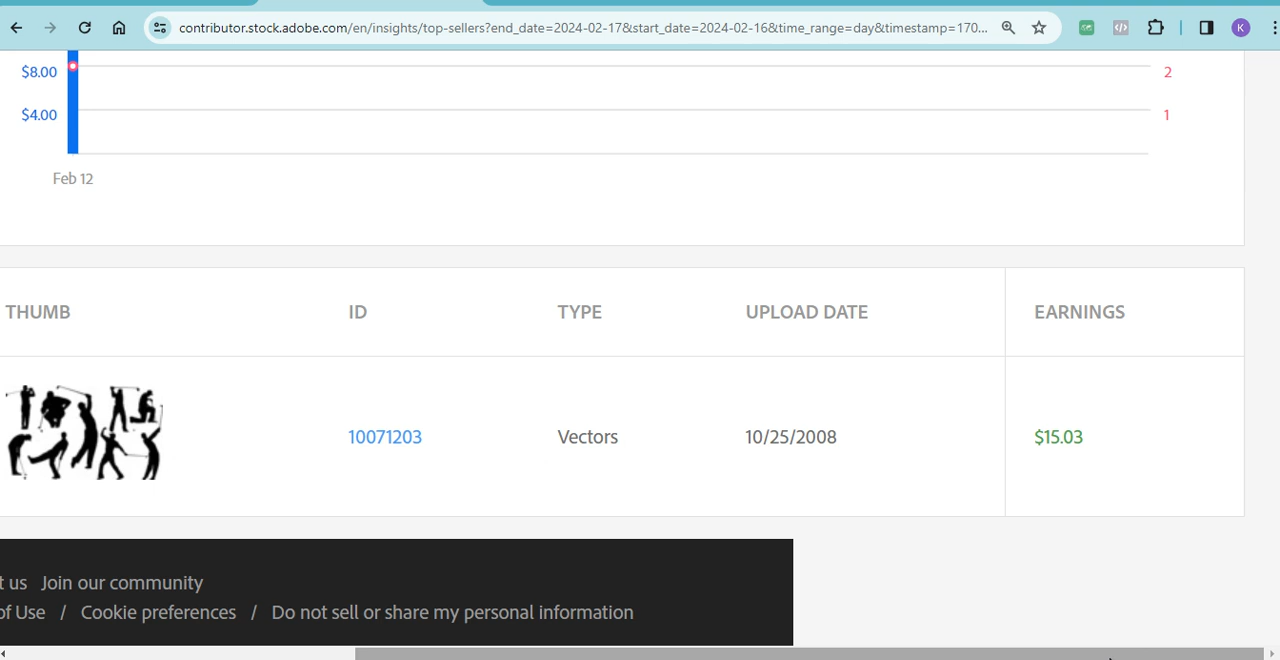 contributor.stock.adobe.com/en/insights/top-sellers?end_date=2024-02-17&start_date=2024-02-16&time_range=day&timestamp=170...
K
$8.00 2
$4.00 1
Feb 12
THUMB ID TYPE UPLOAD DATE EARNINGS
10071203 Vectors 10/25/2008 $15.03
t us Join our community
of Use / Cookie preferences / Do not sell or share my personal information